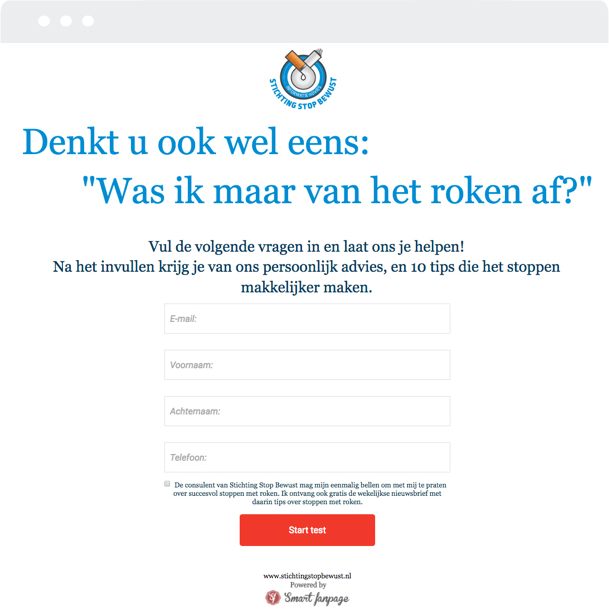 STICHTING STOP BEWUST
Denkt u ook wel eens:
"Was ik maar van het roken af?"
Vul de volgende vragen in en laat ons je helpen!
Na het invullen krijg je van ons persoonlijk advies, en 10 tips die het stoppen
makkelijker maken.
E-mail:
Voornaam:
Achternaam:
Telefoon:
De consulent van Stichting Stop Bewust mag mijn eenmalig bellen om met mij te praten
over succesvol stoppen met roken. Ik ontvang ook gratis de wekelijkse nieuwsbrief met
daarin tips over stoppen met roken.
Start test
www.stichtingstopbewust.nl
Powered by
Smart fanpage